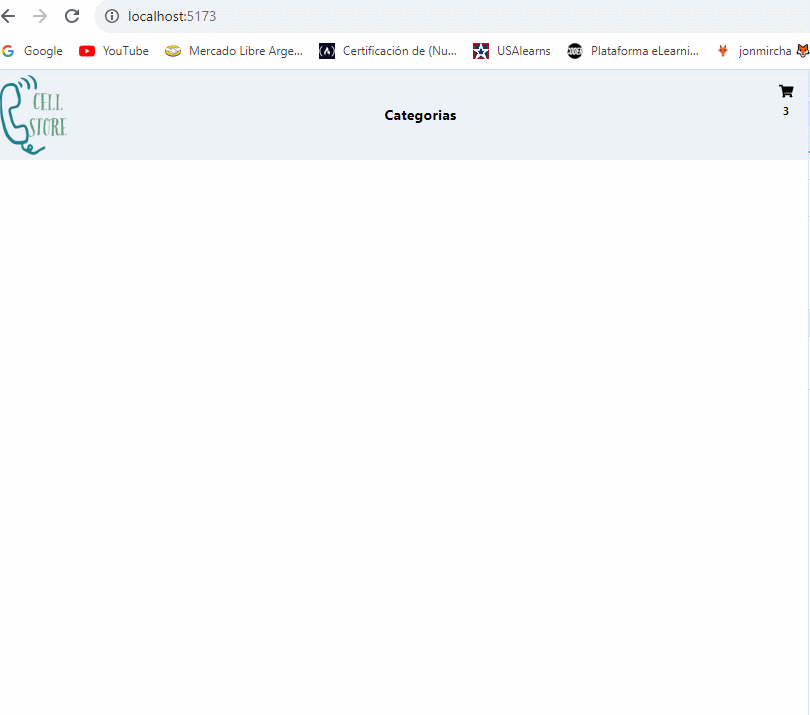 localhost:5173
Google YouTube Mercado Libre Arge... Certificación de (Nu... USAlearns Plataforma eLearni... jonmircha
CELL
STORE
Categorias
3